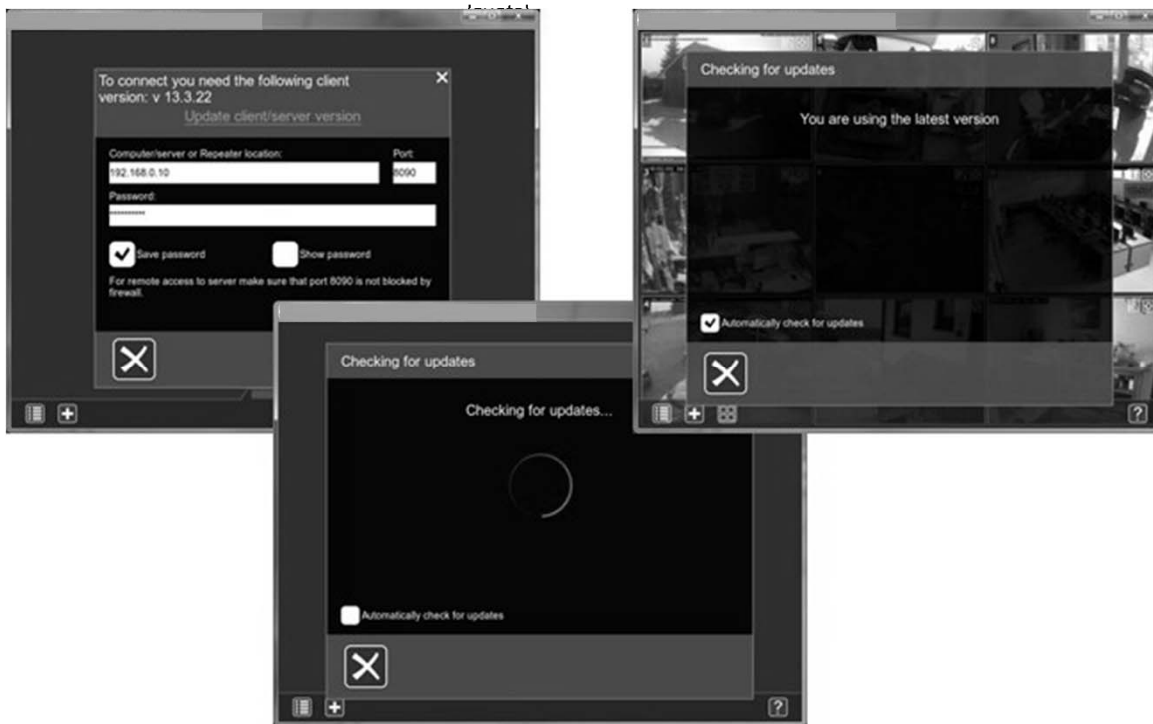 To connect you need the following client
version: v 13.3.22
Update client/server version
Computer/server or Repeater location:
Port:
192.168.0.10
8090
Password:
**********
Save password
Show password
For remote access to server make sure that port 8090 is not blocked by
firewall.
Checking for updates
You are using the latest version
Automatically check for updates
Checking for updates
Checking for updates...
Automatically check for updates